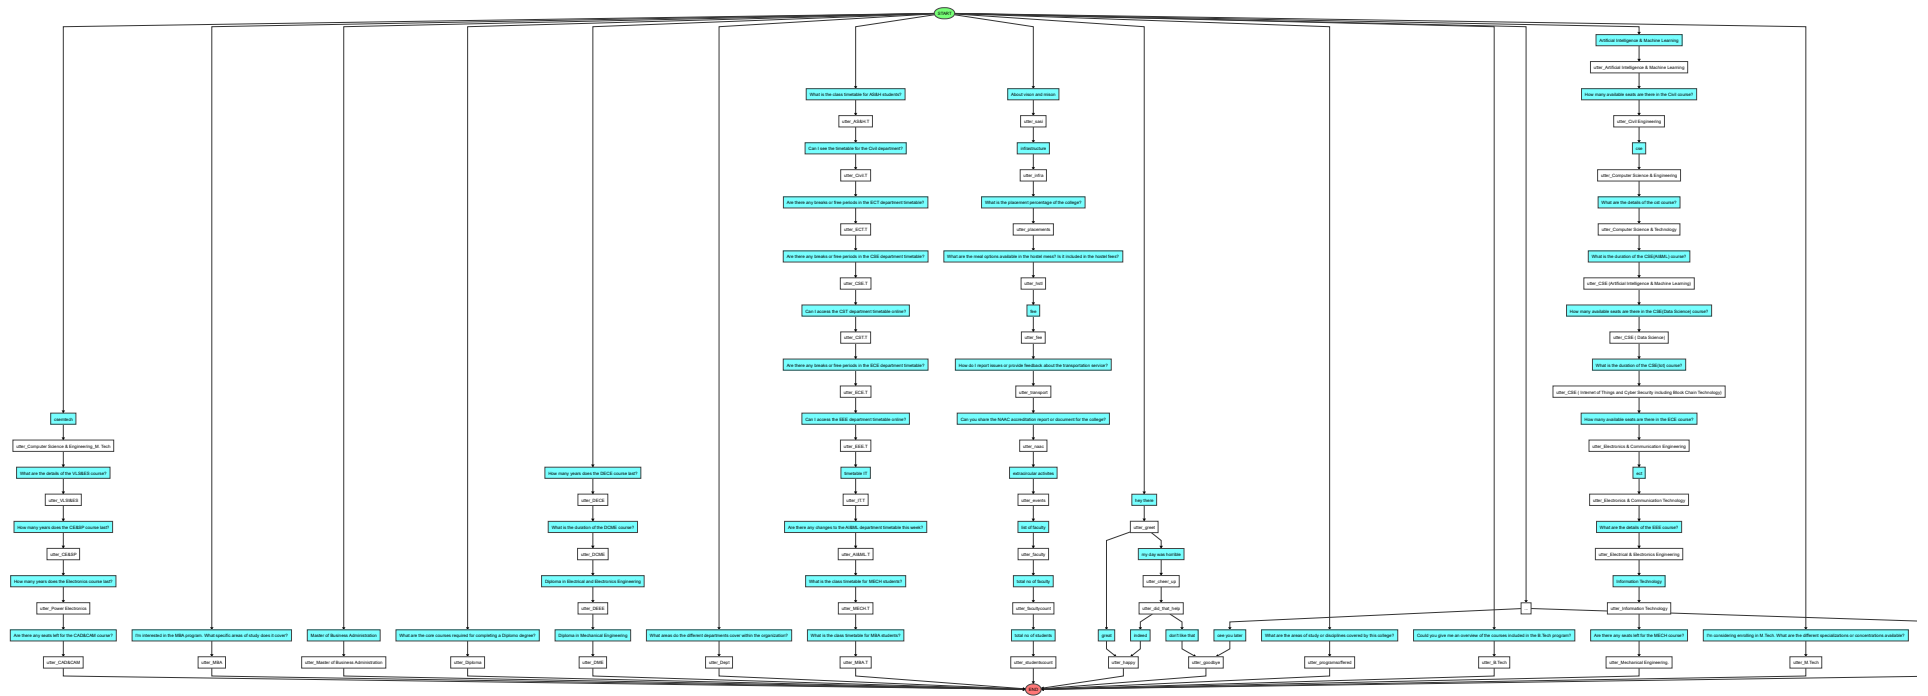 START
Artificial Intelligence & Machine Learning
utter_Artificial Intelligence & Machine Learning
What is the class timetable for AS&H students?
About vision and mison
How many available seats are there in the Civil course?
utter_AS&H.T
utter_sasi
utter_Civil Engineering
Can I see the timetable for the Civil department?
infrastructure
cse
utter_Civil.T
utter_infra
utter_Computer Science & Engineering
Are there any breaks or free periods in the ECT department timetable?
What is the placement percentage of the college?
What are the details of the cst course?
utter_ECT.T
utter_placements
utter_Computer Science & Technology
Are there any breaks or free periods in the CSE department timetable?
What are the meal options available in the hostel mess? Is it included in the hostel fees?
What is the duration of the CSE(AI&ML) course?
utter_CSE.T
utter_hstl
utter_CSE (Artificial Intelligence & Machine Learning)
Can I access the CST department timetable online?
fee
How many available seats are there in the CSE(Data Science) course?
utter_CST.T
utter_fee
utter_CSE ( Data Science)
Are there any breaks or free periods in the ECE department timetable?
How do I report issues or provide feedback about the transportation service?
What is the duration of the CSE(iot) course?
utter_ECE.T
utter_transport
utter_CSE ( Internet of Things and Cyber Security including Block Chain Technology)
csemtech
Can I access the EEE department timetable online?
Can you share the NAAC accreditation report or document for the college?
How many available seats are there in the ECE course?
utter_Computer Science & Engineering_M. Tech
utter_EEE.T
utter_naac
utter_Electronics & Communication Engineering
What are the details of the VLSI&ES course?
How many years does the DECE course last?
timetable IT
extracricular activites
ect
utter_VLSI&ES
utter_DECE
utter_IT.T
utter_events
hey there
utter_Electronics & Communication Technology
How many years does the CE&SP course last?
What is the duration of the DCME course?
Are there any changes to the AI&ML department timetable this week?
list of faculty
utter_greet
What are the details of the EEE course?
utter_CE&SP
utter_DCME
utter_AI&ML.T
utter_faculty
my day was horrible
utter_Electrical & Electronics Engineering
How many years does the Electronics course last?
Diploma in Electrical and Electronics Engineering
What is the class timetable for MECH students?
total no of faculty
utter_cheer_up
Information Technology
utter_Power Electronics
utter_DEEE
utter_MECH.T
utter_facultycount
utter_did_that_help
...
utter_Information Technology
Are there any seats left for the CAD&CAM course?
I'm interested in the MBA program. What specific areas of study does it cover?
Master of Business Administration
What are the core courses required for completing a Diploma degree?
Diploma in Mechanical Engineering
What areas do the different departments cover within the organization?
What is the class timetable for MBA students?
total no of students
great
indeed
don't like that
see you later
What are the areas of study or disciplines covered by this college?
Could you give me an overview of the courses included in the B.Tech program?
Are there any seats left for the MECH course?
I'm considering enrolling in M.Tech. What are the different specializations or concentrations available?
utter_CAD&CAM
utter_MBA
utter_Master of Business Administration
utter_Diploma
utter_DME
utter_Dept
utter_MBA.T
utter_studentscount
utter_happy
utter_goodbye
utter_programsoffered
utter_B.Tech
utter_Mechanical Engineering
utter_M.Tech
END